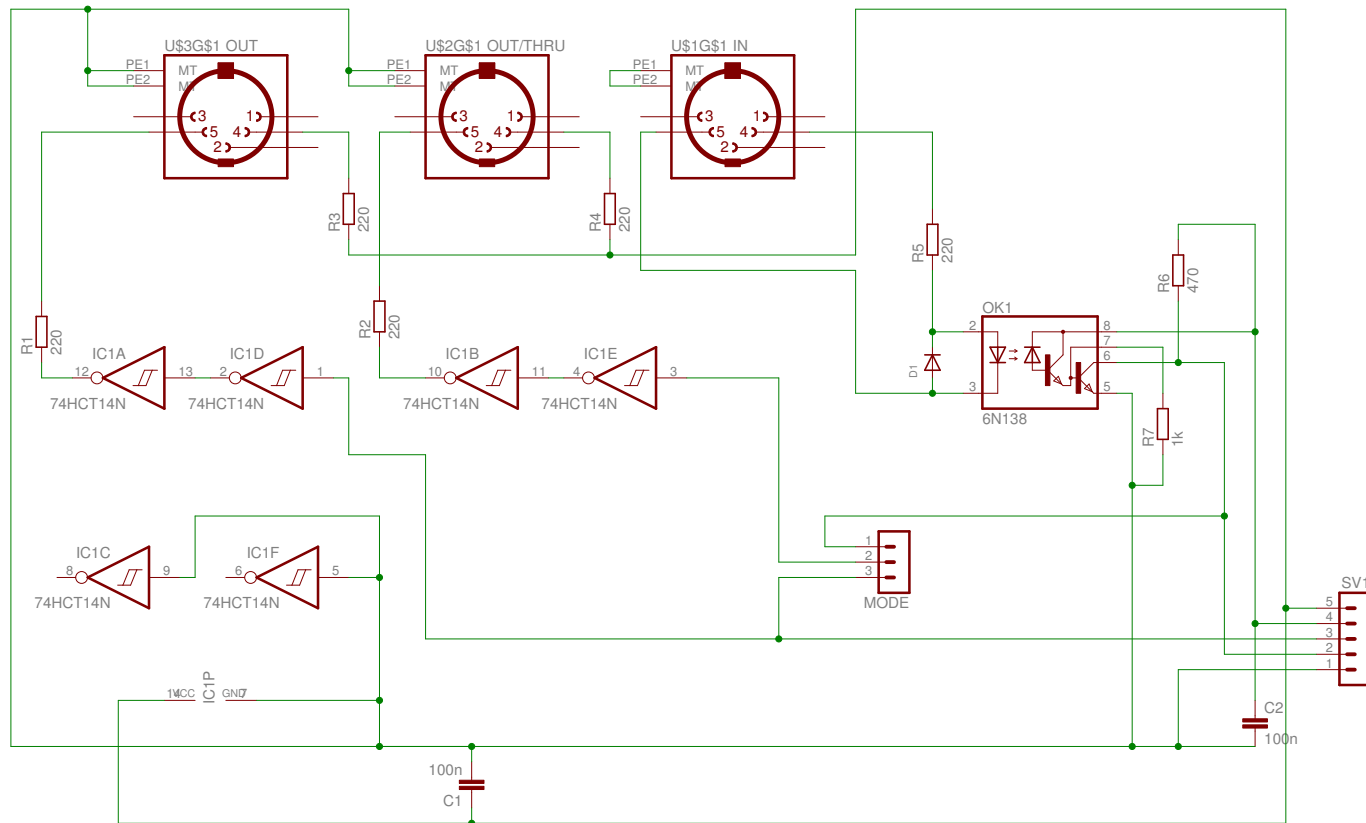 U$3G$1 OUT
U$2G$1 OUT/THRU
U$1G$1 IN
PE1
PE2
MT
MT
3
1
5
4
2
PE1
PE2
MT
MT
3
1
5
4
2
PE1
PE2
MT
MT
3
1
5
4
2
R3
220
R4
220
R5
220
R6
470
R1
220
R2
220
IC1A
12
13
74HCT14N
IC1D
2
1
74HCT14N
IC1B
10
11
74HCT14N
IC1E
4
3
74HCT14N
D1
OK1
2
3
8
7
6
5
6N138
R7
1k
IC1C
8
9
74HCT14N
IC1F
6
5
74HCT14N
1
2
3
MODE
SV1
5
4
3
2
1
14
VCC
IC1P
GND
7
C2
100n
100n
C1